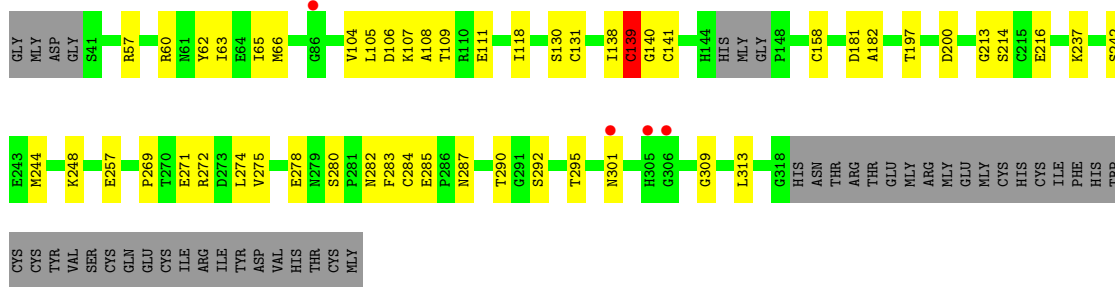 GLY MLY ASP GLY S41 R57 R60 N61 Y62 I63 E64 I65 M66 G86 V104 L105 D106 K107 A108 T109 R110 E111 I118 S130 C131 I138 C139 G140 C141 H144 HIS MLY GLY P148 C158 D181 A182 T197 D200 G213 S214 C215 E216 K237 S242
E243 M244 K248 E257 P269 T270 E271 R272 D273 L274 V275 E278 N279 S280 P281 N282 F283 C284 E285 P286 N287 T290 G291 S292 T295 N301 H305 G306 G309 L313 G318 HIS ASN THR ARG THR GLU MLY ARG MLY GLU MLY CYS HIS CYS ILE PHE HIS TRP
CYS CYS TYR VAL SER CYS GLN GLU CYS ILE ARG ILE TYR ASP VAL HIS THR CYS MLY